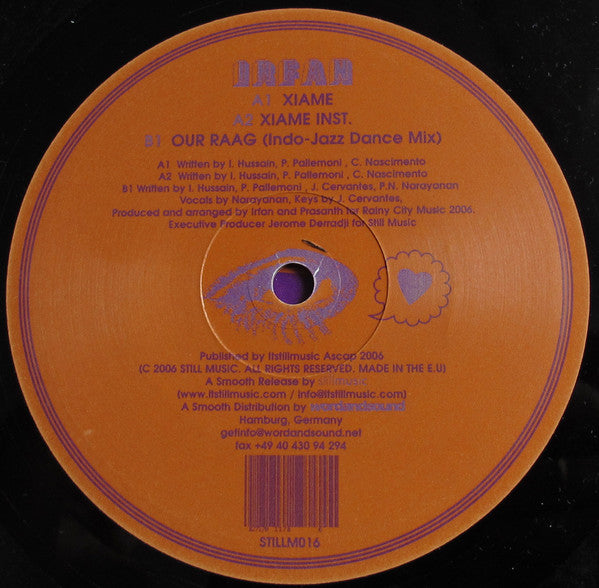 IRFAN
A1 XIAME
A2 XIAME INST.
B1 OUR RAAG (Indo-Jazz Dance Mix)
A1 Written by I. Hussain, P. Pallemoni , C. Nascimento
A2 Written by I. Hussain, P. Pallemoni , C. Nascimento
B1 Written by I. Hussain, P. Pallemoni , J. Cervantes, P.N. Narayanan
Vocals by Narayanan, Keys by J. Cervantes,
Produced and arranged by Irfan and Prasanth for Rainy City Music 2006.
Executive Producer Jerome Derradji for Still Music
Published by Itstillmusic Ascap 2006
(C 2006 STILL MUSIC. ALL RIGHTS RESERVED. MADE IN THE E.U)
A Smooth Release by stillmusic.
(www.itstillmusic.com / info@itstillmusic.com)
A Smooth Distribution by wordandsound
Hamburg, Germany
getinfo@wordandsound.net
fax +49 40 430 94 294
STILLM016